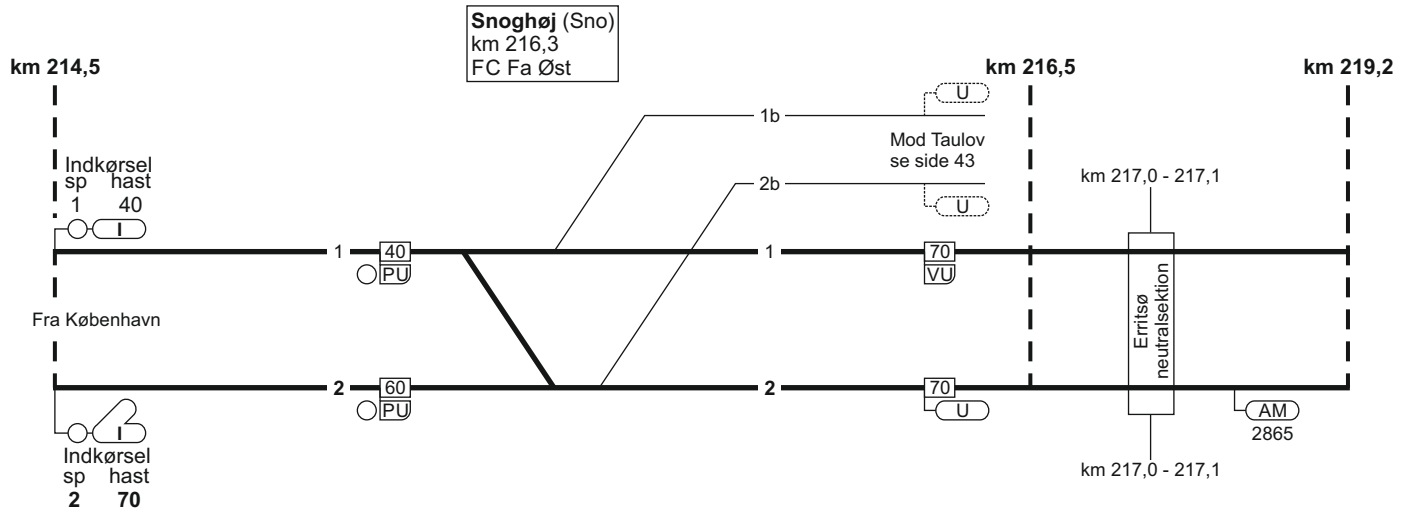 Snoghøj (Sno)
km 216,3
FC Fa Øst
km 214,5
km 216,5
km 219,2
U
1b
Mod Taulov
se side 43
2b
U
Indkørsel
sp hast
1 40
I
km 217,0 - 217,1
1
40
PU
1
70
VU
Fra København
Erritsø
neutralsektion
2
60
PU
2
70
U
AM
2865
I
Indkørsel
sp hast
2 70
km 217,0 - 217,1